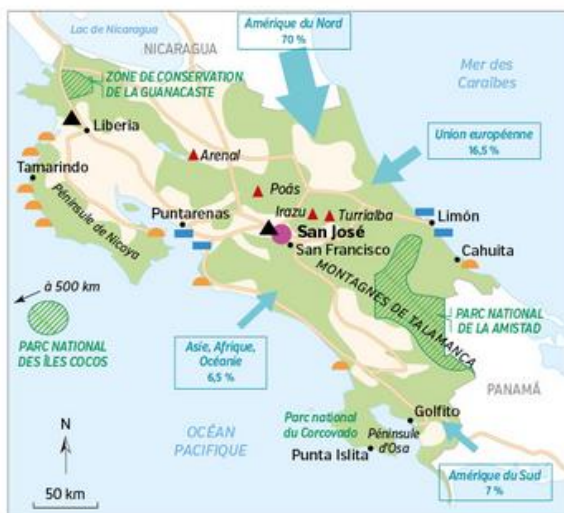 Lac de Nicaragua
NICARAGUA
Amérique du Nord
70 %
Mer des
Caraïbes
ZONE DE CONSERVATION
DE LA GUANACASTE
Liberia
Union européenne
16,5 %
Tamarindo
Arenal
Poás
Péninsule de Nicoya
Puntarenas
Irazu
Turrialba
Limón
San José
San Francisco
Cahuita
MONTAGNES DE TALAMANCA
à 500 km
PARC NATIONAL
DES ÎLES COCOS
PARC NATIONAL
DE LA AMISTAD
Asie, Afrique,
Océanie
6,5 %
PANAMÁ
N
OCÉAN
PACIFIQUE
Parc national
du Corcovado
Golfito
Péninsule
d'Osa
Punta Islita
50 km
Amérique du Sud
7 %